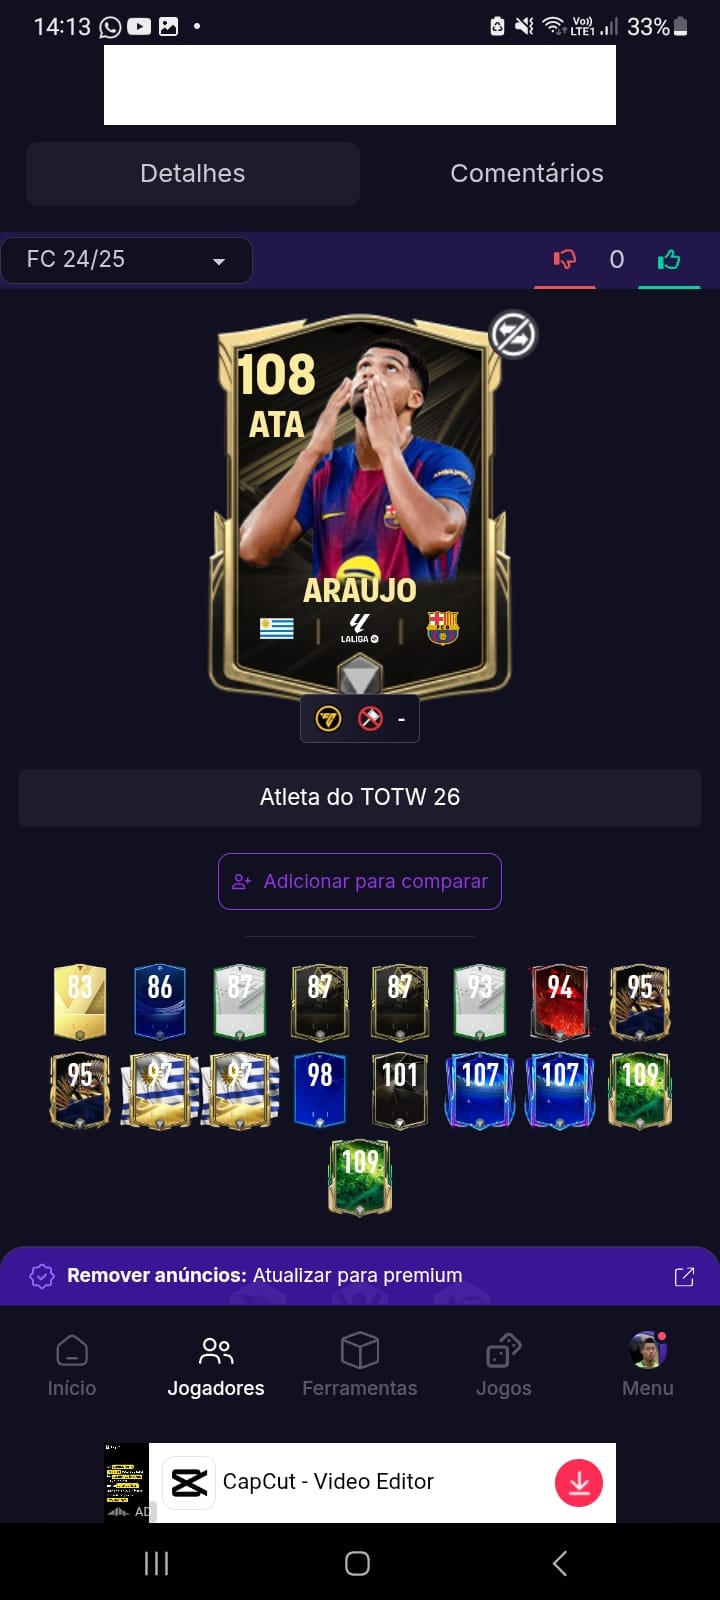 14:13
Vo)) LTE1 33%
Detalhes Comentários
FC 24/25 0
108
ATA
ARAUJO
LALIGA
-
Atleta do TOTW 26
Adicionar para comparar
83 86 87 87 87 93 94 95
95 97 97 98 101 107 107 109
109
Remover anúncios: Atualizar para premium
Início Jogadores Ferramentas Jogos Menu
CapCut - Video Editor
AD